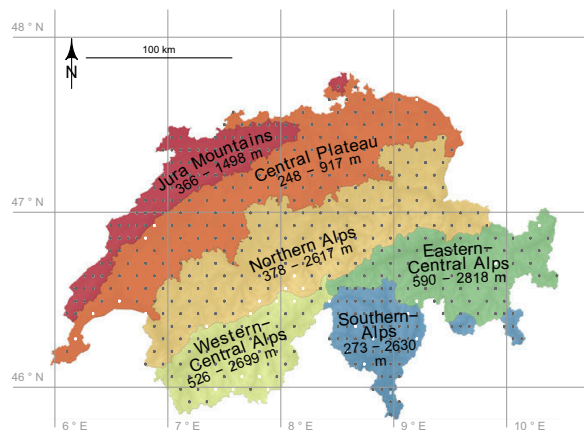 48° N
100 km
N
Jura Mountains
366 – 1498 m
Central Plateau
248 – 917 m
47° N
Northern Alps
378 – 2617 m
Eastern–
Central Alps
590 – 2818 m
Western–
Central Alps
526 – 2699 m
Southern–
Alps
273 – 2630
m
46° N
6° E
7° E
8° E
9° E
10° E